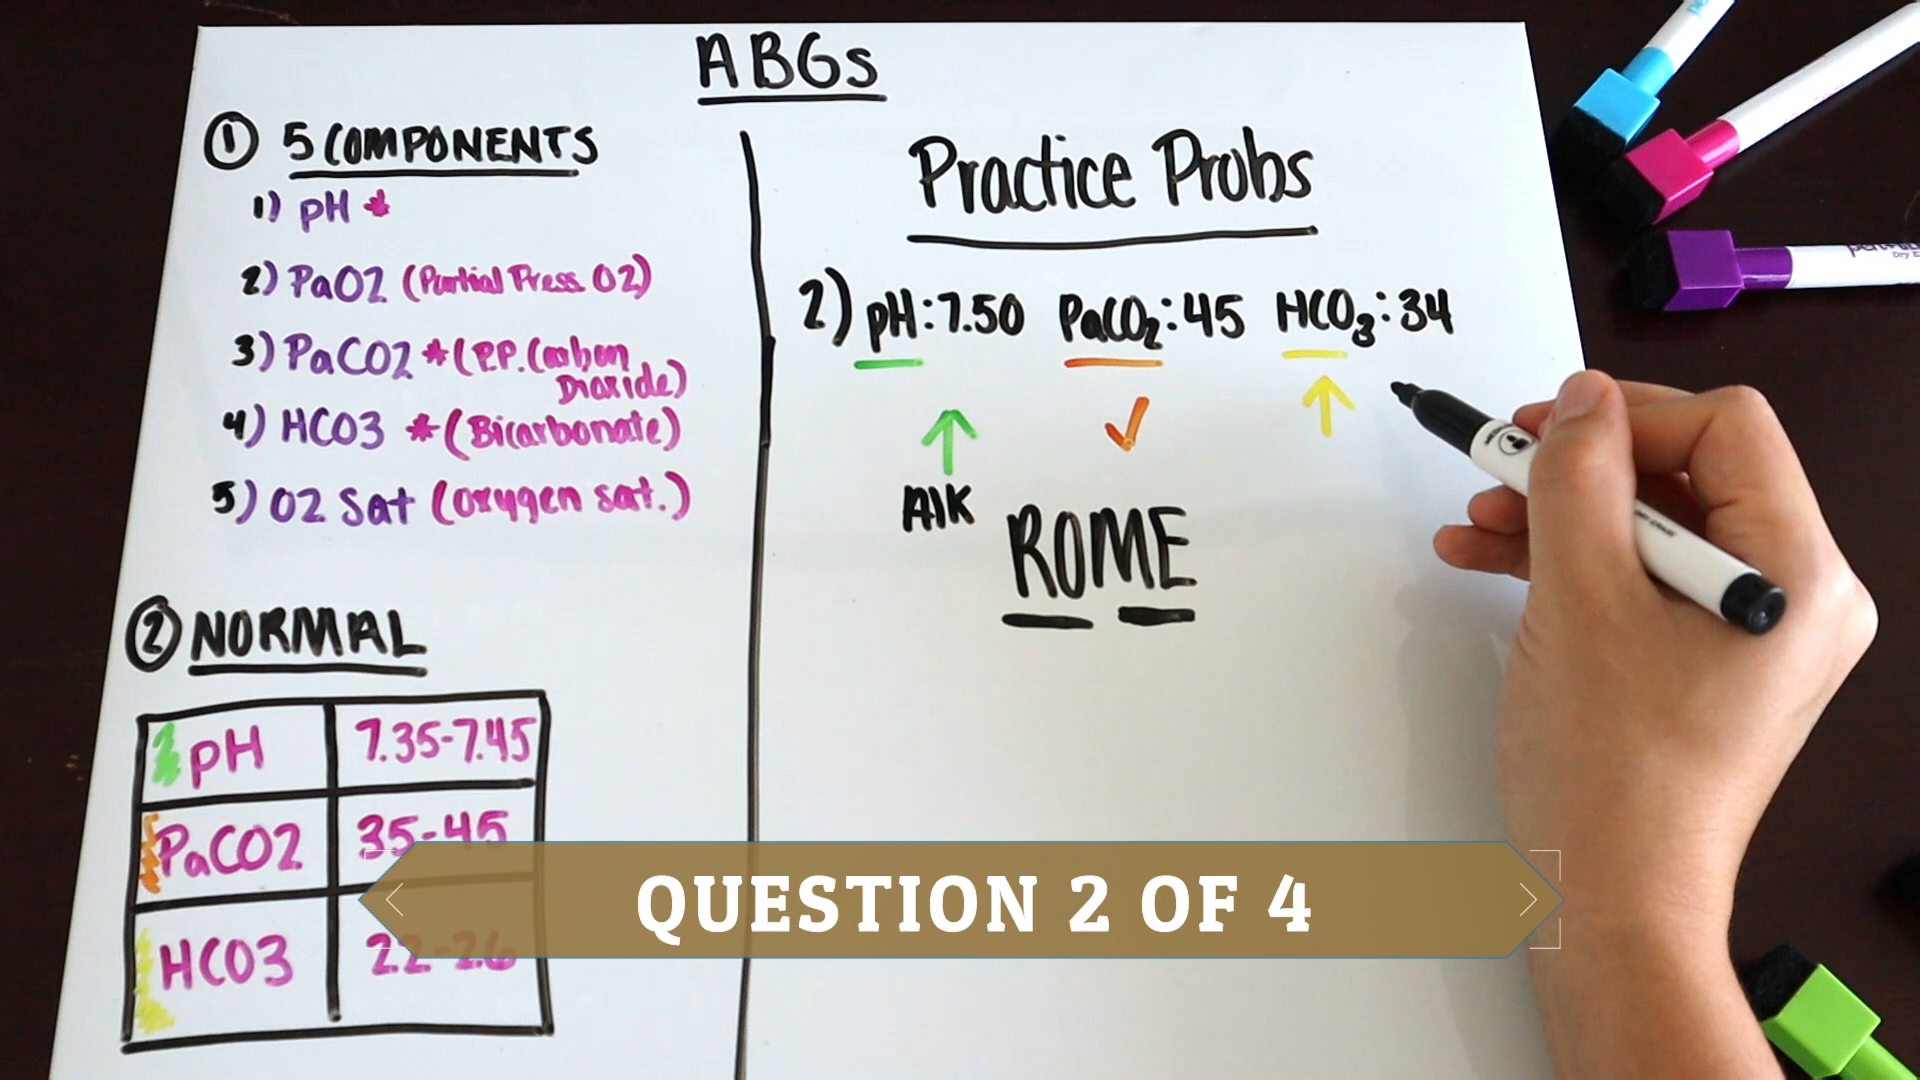 ABGs
① 5 COMPONENTS
1) pH *
2) PaO2 (Partial Press. O2)
3) PaCO2 * (P.P. Carbon
Dioxide)
4) HCO3 * (Bicarbonate)
5) O2 Sat (oxygen sat.)
② NORMAL
pH 7.35-7.45
PaCO2 35-45
HCO3 22-26
Practice Probs
2) pH: 7.50 PaCO₂: 45 HCO₃: 34
↑ ✓ ↑
Alk
ROME
QUESTION 2 OF 4